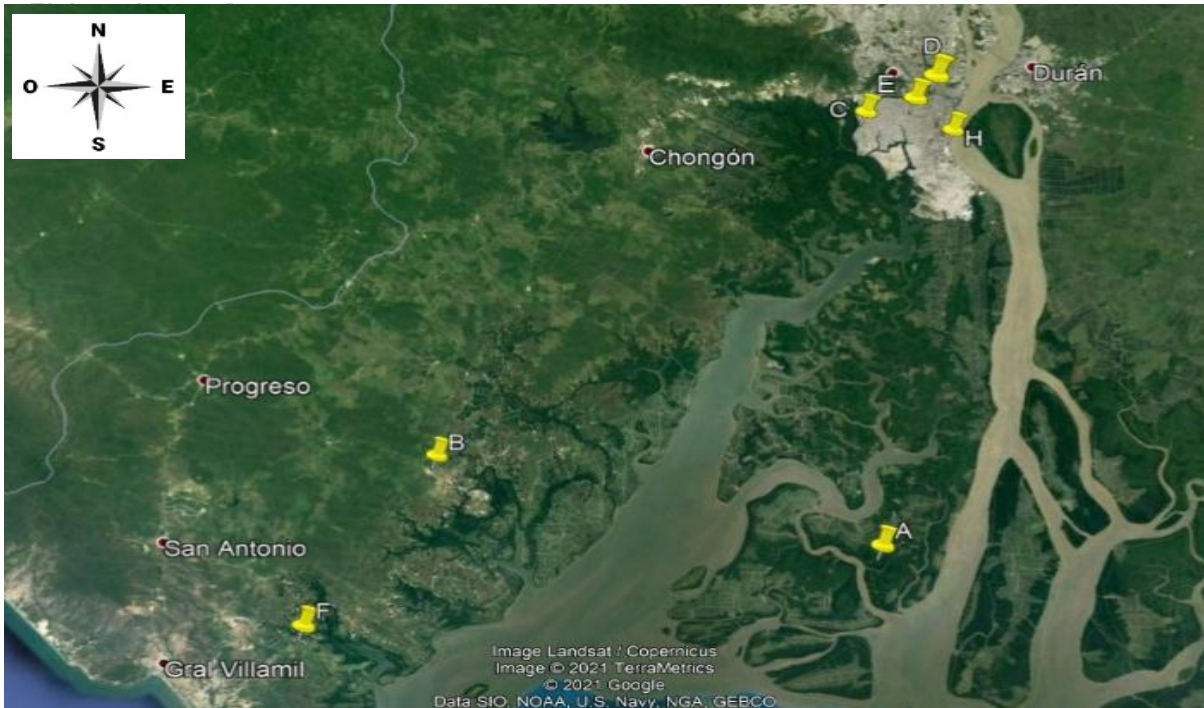 N
O E
S
D
Durán
E
C
H
Chongón
Progreso
B
A
San Antonio
F
Gral Villamil
Image Landsat / Copernicus
Image © 2021 TerraMetrics
© 2021 Google
Data SIO, NOAA, U.S. Navy, NGA, GEBCO